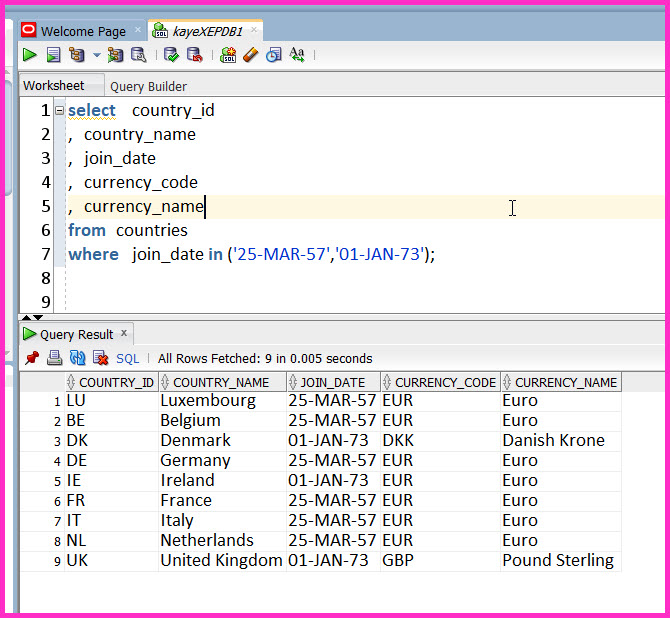 Welcome Page × kayeXEPDB1 ×
Worksheet Query Builder
1 select country_id
2 , country_name
3 , join_date
4 , currency_code
5 , currency_name
6 from countries
7 where join_date in ('25-MAR-57','01-JAN-73');
8
9
Query Result ×
SQL | All Rows Fetched: 9 in 0.005 seconds
COUNTRY_ID COUNTRY_NAME JOIN_DATE CURRENCY_CODE CURRENCY_NAME
1 LU Luxembourg 25-MAR-57 EUR Euro
2 BE Belgium 25-MAR-57 EUR Euro
3 DK Denmark 01-JAN-73 DKK Danish Krone
4 DE Germany 25-MAR-57 EUR Euro
5 IE Ireland 01-JAN-73 EUR Euro
6 FR France 25-MAR-57 EUR Euro
7 IT Italy 25-MAR-57 EUR Euro
8 NL Netherlands 25-MAR-57 EUR Euro
9 UK United Kingdom 01-JAN-73 GBP Pound Sterling